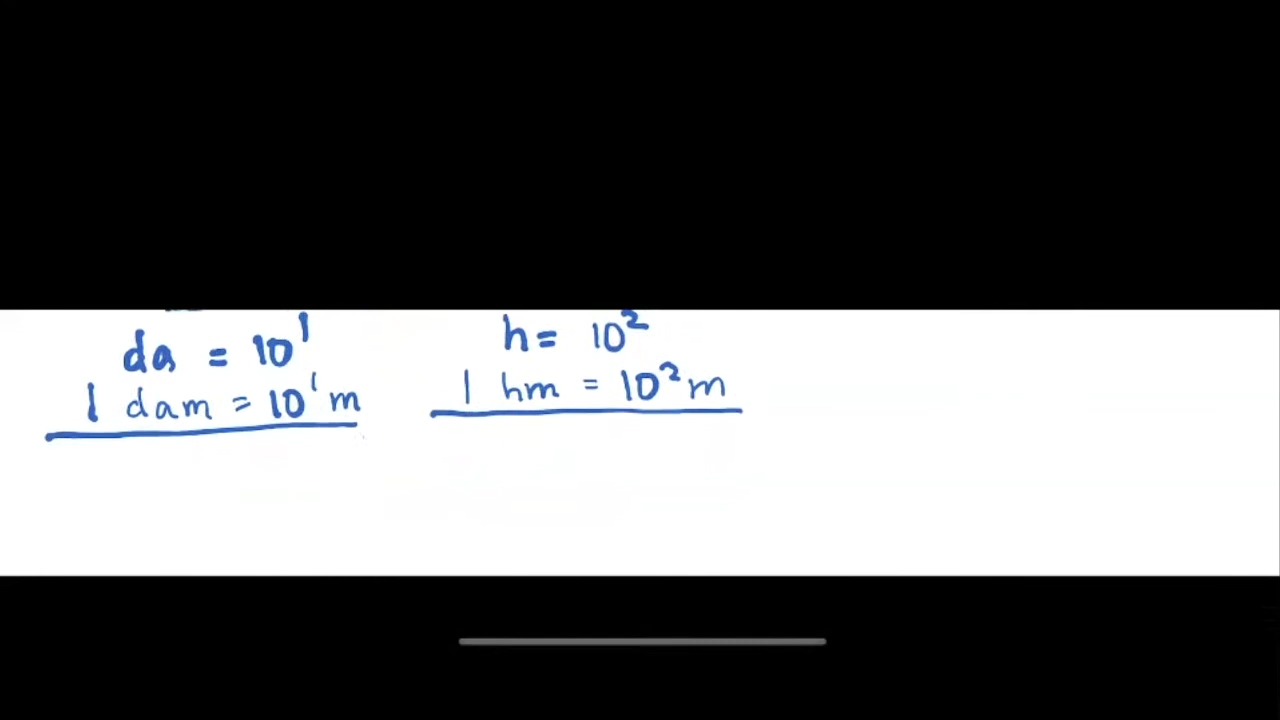 da = 10¹
1 dam = 10¹ m
h = 10²
1 hm = 10² m